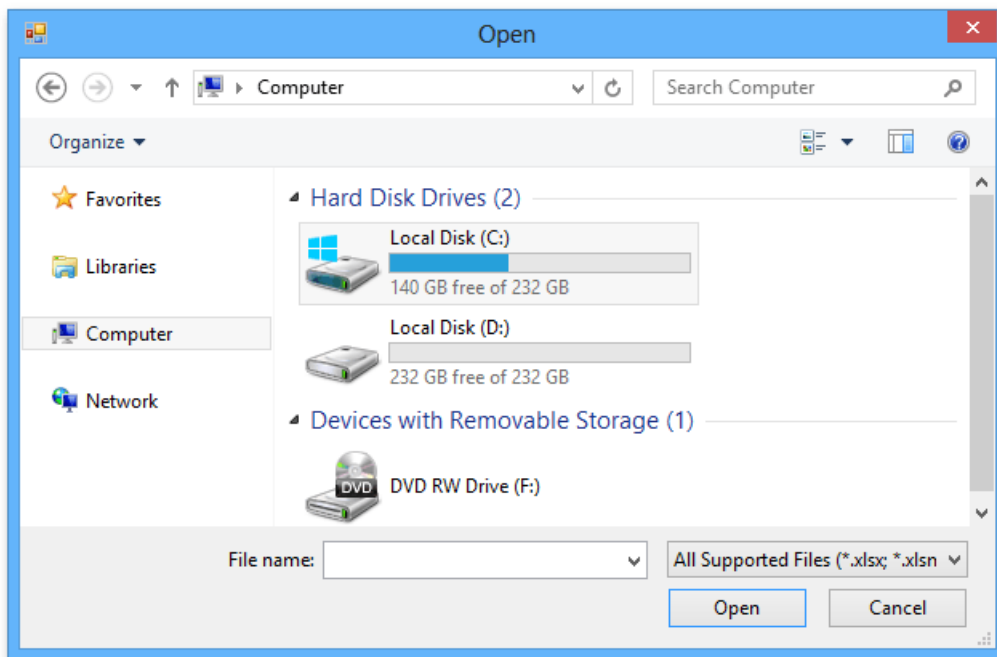 Open
Computer
Search Computer
Organize
Favorites
Hard Disk Drives (2)
Local Disk (C:)
Libraries
140 GB free of 232 GB
Computer
Local Disk (D:)
232 GB free of 232 GB
Network
Devices with Removable Storage (1)
DVD
DVD RW Drive (F:)
File name:
All Supported Files (*.xlsx; *.xlsn
Open
Cancel